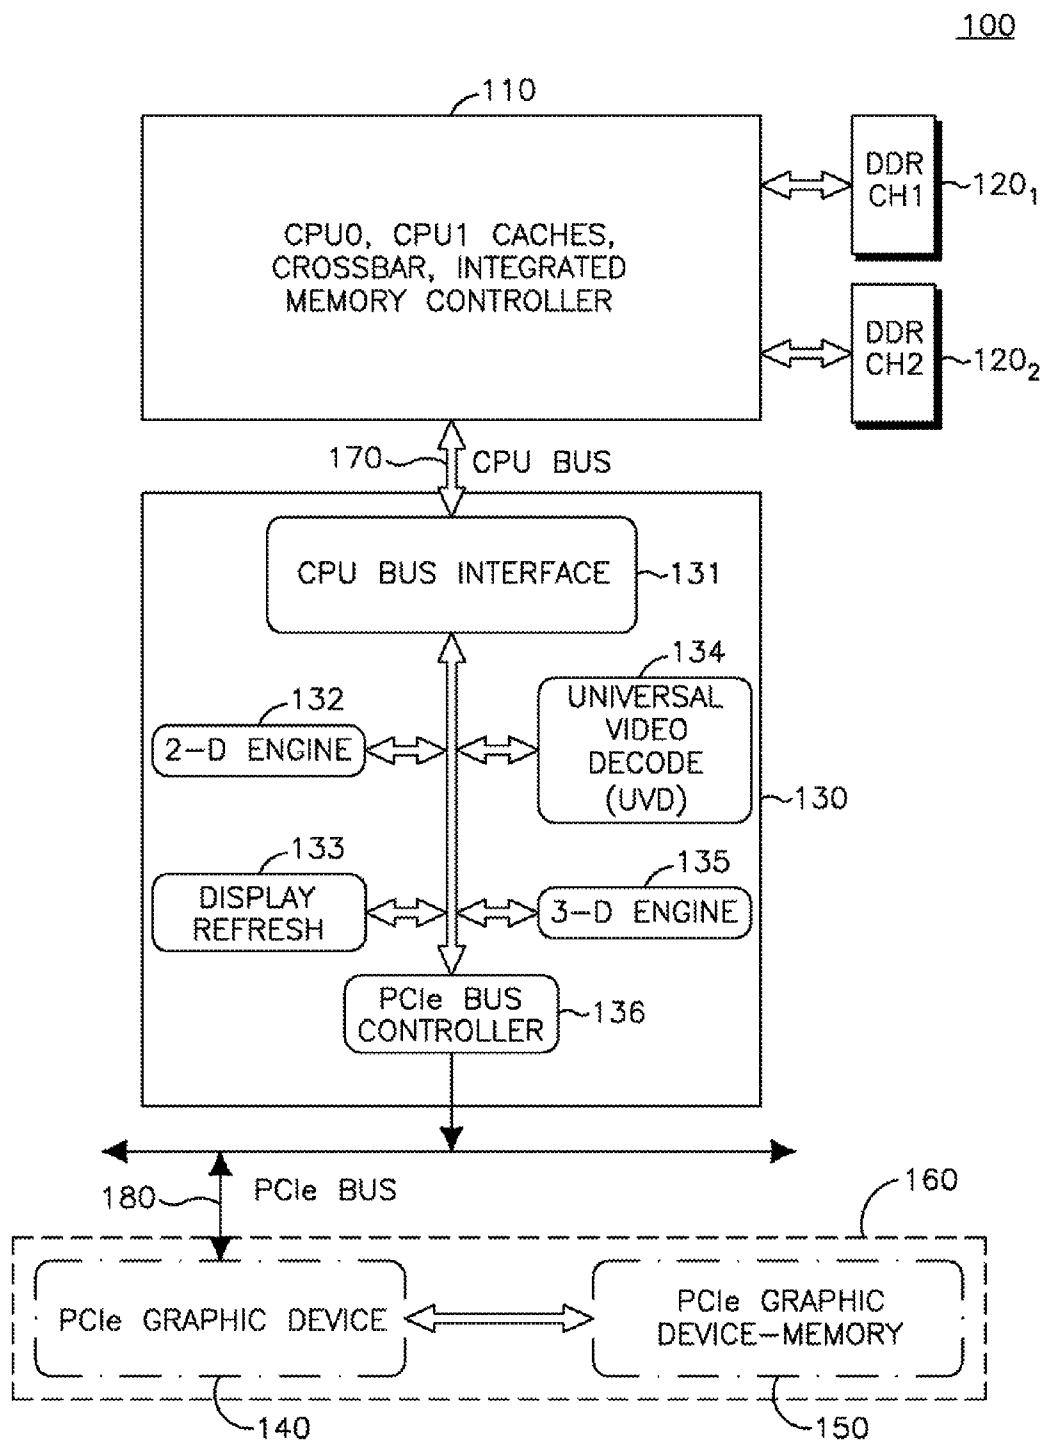 100
110
CPU0, CPU1 CACHES,
CROSSBAR, INTEGRATED
MEMORY CONTROLLER
DDR
CH1
120₁
DDR
CH2
120₂
170
CPU BUS
CPU BUS INTERFACE
131
132
2-D ENGINE
134
UNIVERSAL
VIDEO
DECODE
(UVD)
130
133
DISPLAY
REFRESH
135
3-D ENGINE
PCIe BUS
CONTROLLER
136
180
PCIe BUS
160
PCIe GRAPHIC DEVICE
PCIe GRAPHIC
DEVICE-MEMORY
140
150